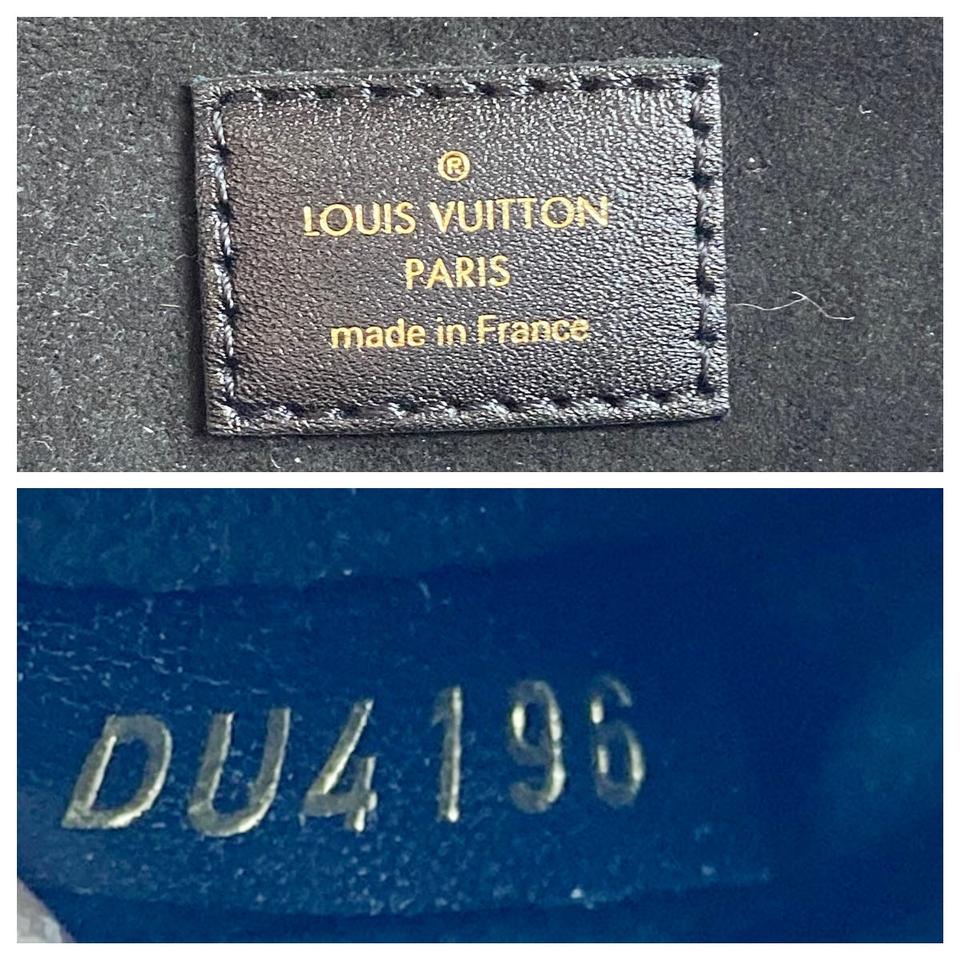 ®
LOUIS VUITTON
PARIS
made in France
DU4196